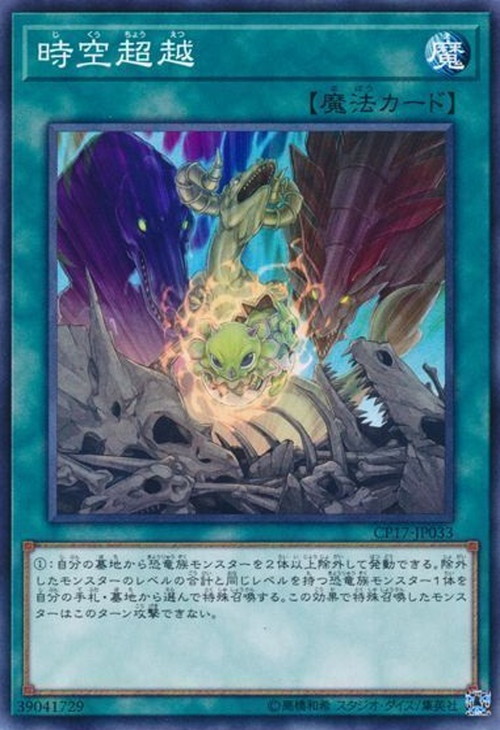 時空超越
魔
【魔法カード】
CP17-JP033
①：自分の墓地から恐竜族モンスターを２体以上除外して発動できる。除外
したモンスターのレベルの合計と同じレベルを持つ恐竜族モンスター１体を
自分の手札・墓地から選んで特殊召喚する。この効果で特殊召喚したモンス
ターはこのターン攻撃できない。
39041729
©高橋和希 スタジオ・ダイス/集英社